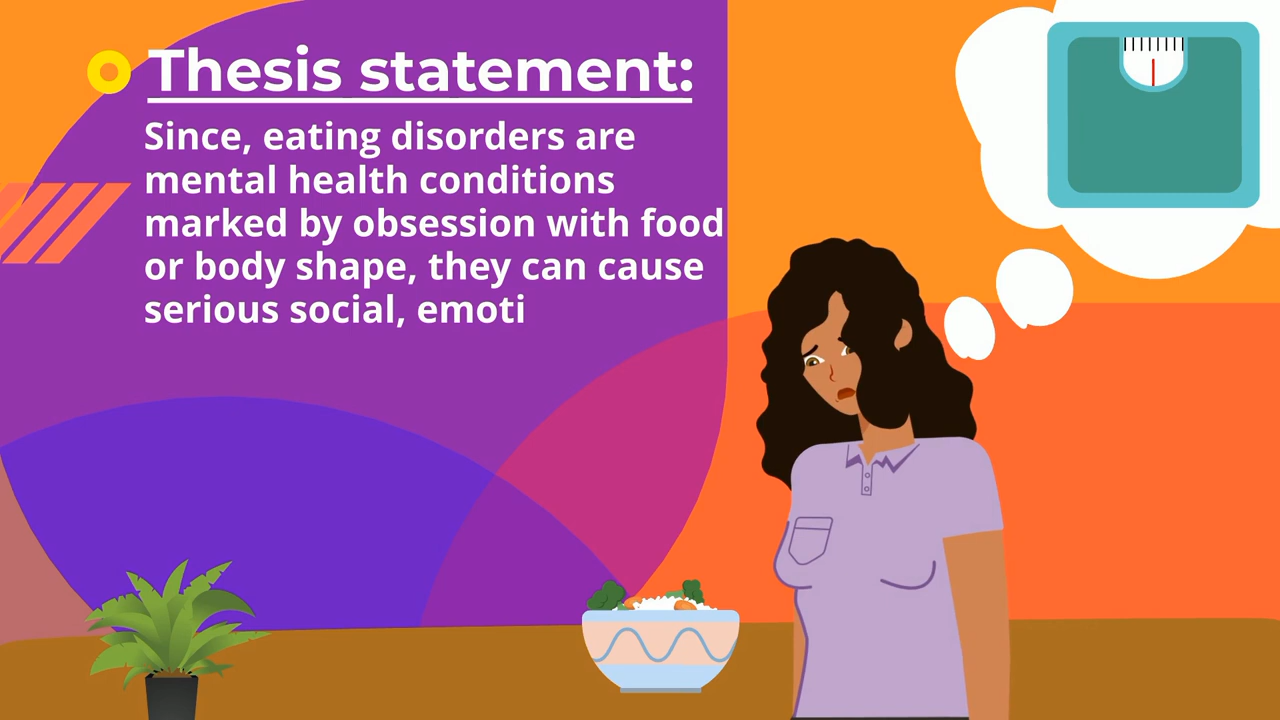 Thesis statement:
Since, eating disorders are
mental health conditions
marked by obsession with food
or body shape, they can cause
serious social, emoti